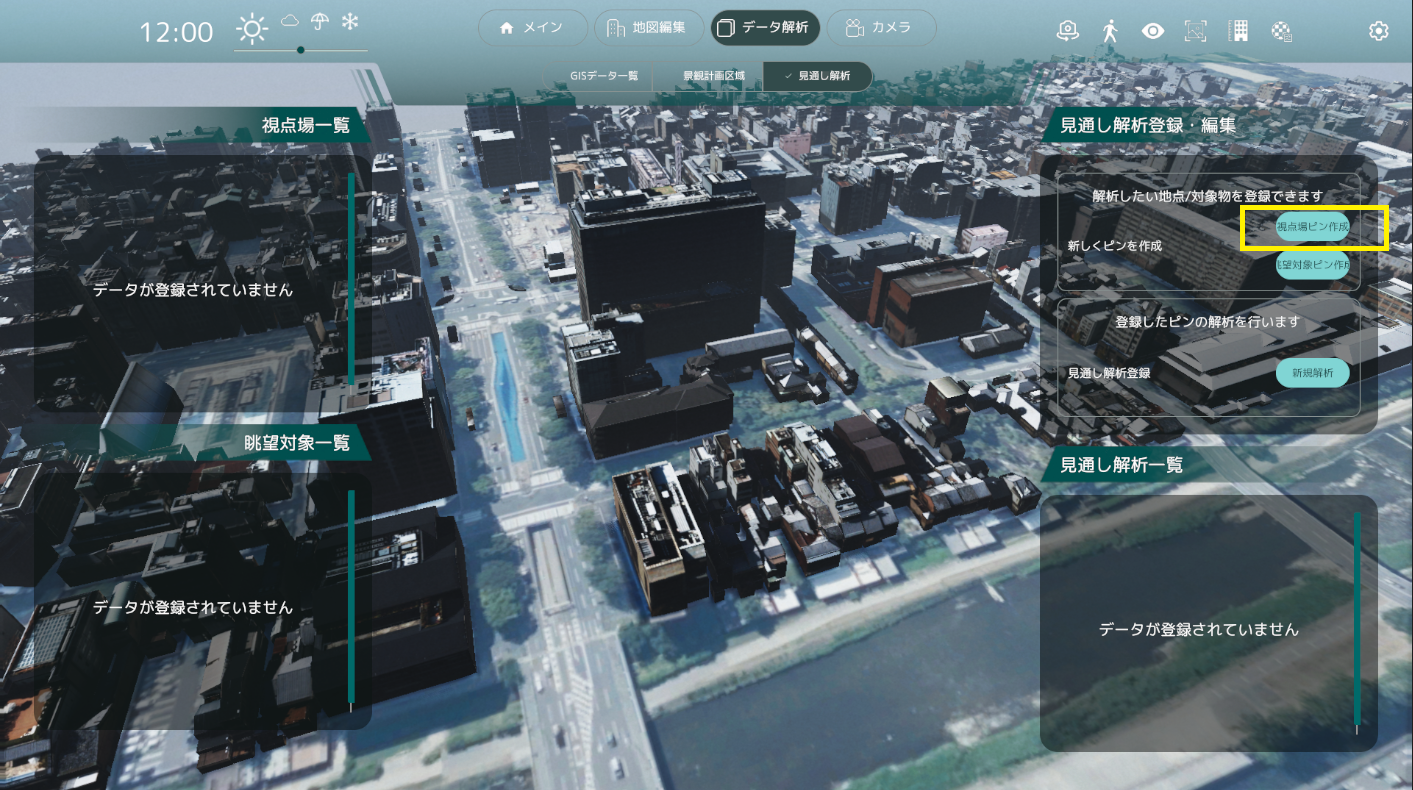 12:00
メイン
地図編集
データ解析
カメラ
GISデータ一覧
景観計画区域
見通し解析
視点場一覧
データが登録されていません
眺望対象一覧
データが登録されていません
見通し解析登録・編集
解析したい地点/対象物を登録できます
新しくピンを作成
視点場ピン作成
望対象ピン作
登録したピンの解析を行います
見通し解析登録
新規解析
見通し解析一覧
データが登録されていません